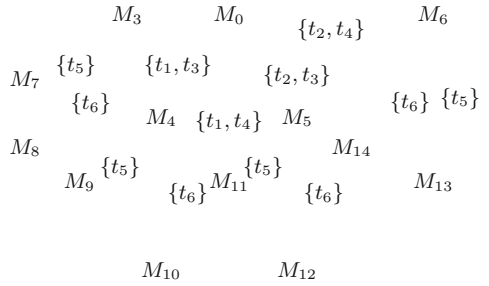 M₃ M₀ M₆
{t₂, t₄}
{t₅} {t₁, t₃} {t₂, t₃}
M₇
{t₆} {t₆} {t₅}
M₄ {t₁, t₄} M₅
M₈ M₁₄
{t₅} {t₅}
M₉ {t₆} M₁₁ {t₆} M₁₃
M₁₀ M₁₂